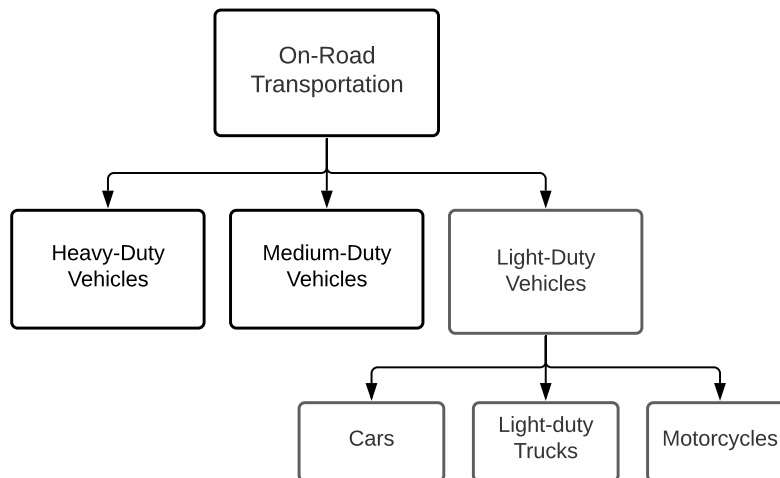 On-Road
Transportation
Heavy-Duty
Vehicles
Medium-Duty
Vehicles
Light-Duty
Vehicles
Cars
Light-duty
Trucks
Motorcycles